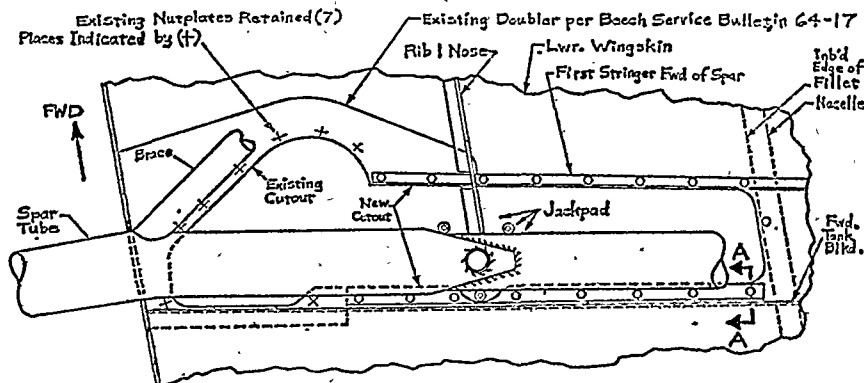 Existing Nutplates Retained (7)
Places Indicated by (+)
Existing Doubler per Beech Service Bulletin 64-17
Rib 1 Nose
Lwr. Wingskin
First Stringer Fwd of Spar
Inb'd
Edge of
Fillet
Nacelle
FWD
Brace
Existing
Cutout
New
Cutout
Jackpad
Spar
Tube
Fwd.
Tank
Blkd.
A
A